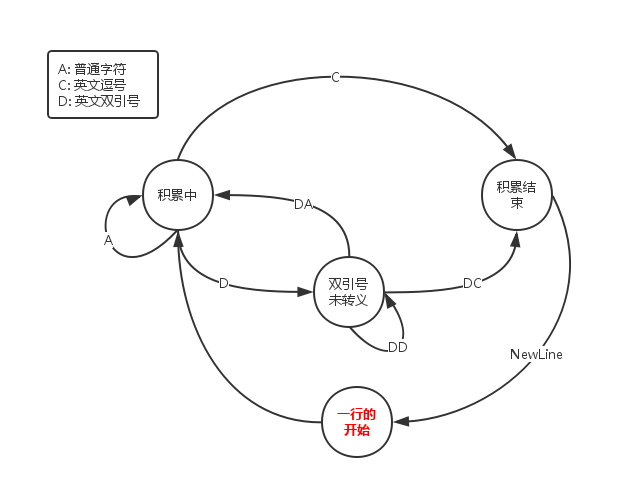 A: 普通字符
C: 英文逗号
D: 英文双引号
C
积累中
积累结
束
DA
A
D
双引号
未转义
DC
DD
NewLine
一行的
开始